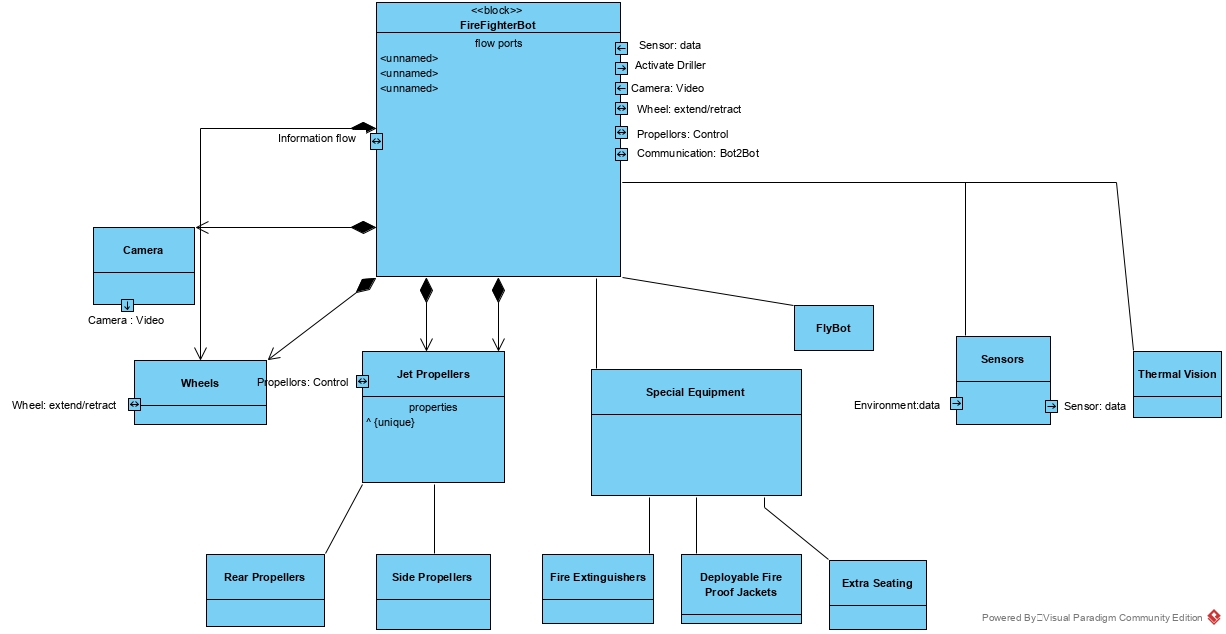 <<block>>
FireFighterBot
flow ports
<unnamed>
<unnamed>
<unnamed>
Sensor: data
Activate Driller
Camera: Video
Wheel: extend/retract
Propellors: Control
Communication: Bot2Bot
Information flow
Camera
Camera : Video
FlyBot
Wheels
Wheel: extend/retract
Propellors: Control
Jet Propellers
properties
^ {unique}
Special Equipment
Sensors
Environment:data
Sensor: data
Thermal Vision
Rear Propellers
Side Propellers
Fire Extinguishers
Deployable Fire
Proof Jackets
Extra Seating
Powered By Visual Paradigm Community Edition